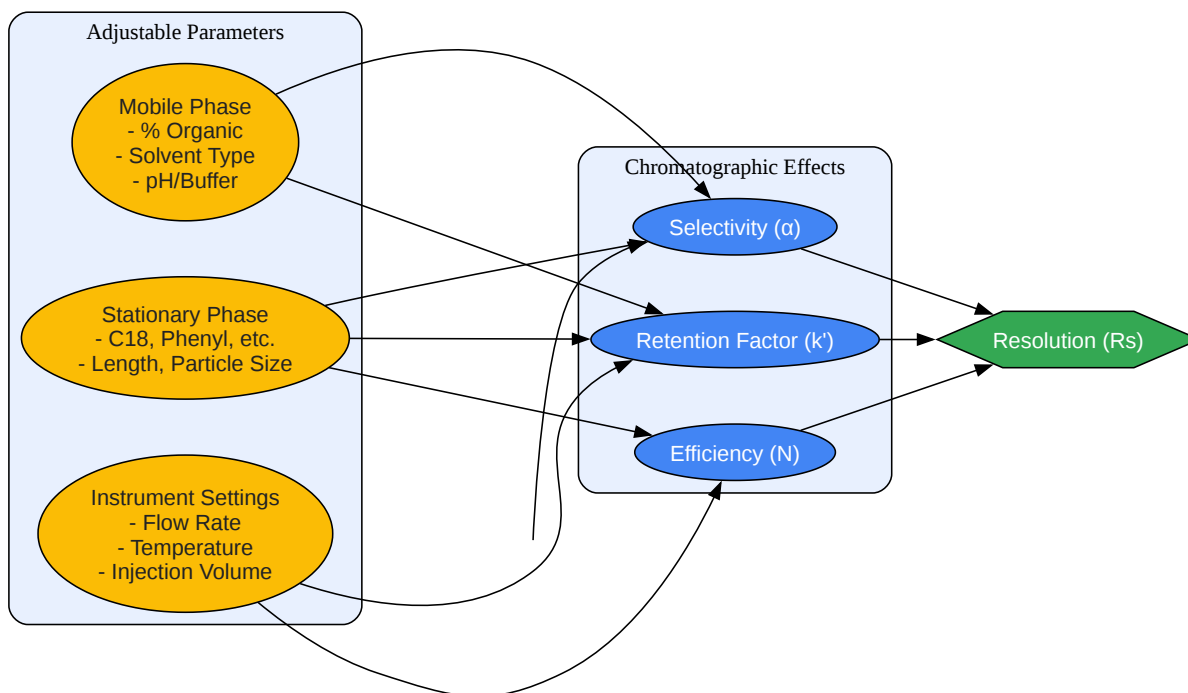 Adjustable Parameters
Mobile Phase
- % Organic
- Solvent Type
- pH/Buffer
Stationary Phase
- C18, Phenyl, etc.
- Length, Particle Size
Instrument Settings
- Flow Rate
- Temperature
- Injection Volume
Chromatographic Effects
Selectivity (α)
Retention Factor (k')
Efficiency (N)
Resolution (Rs)